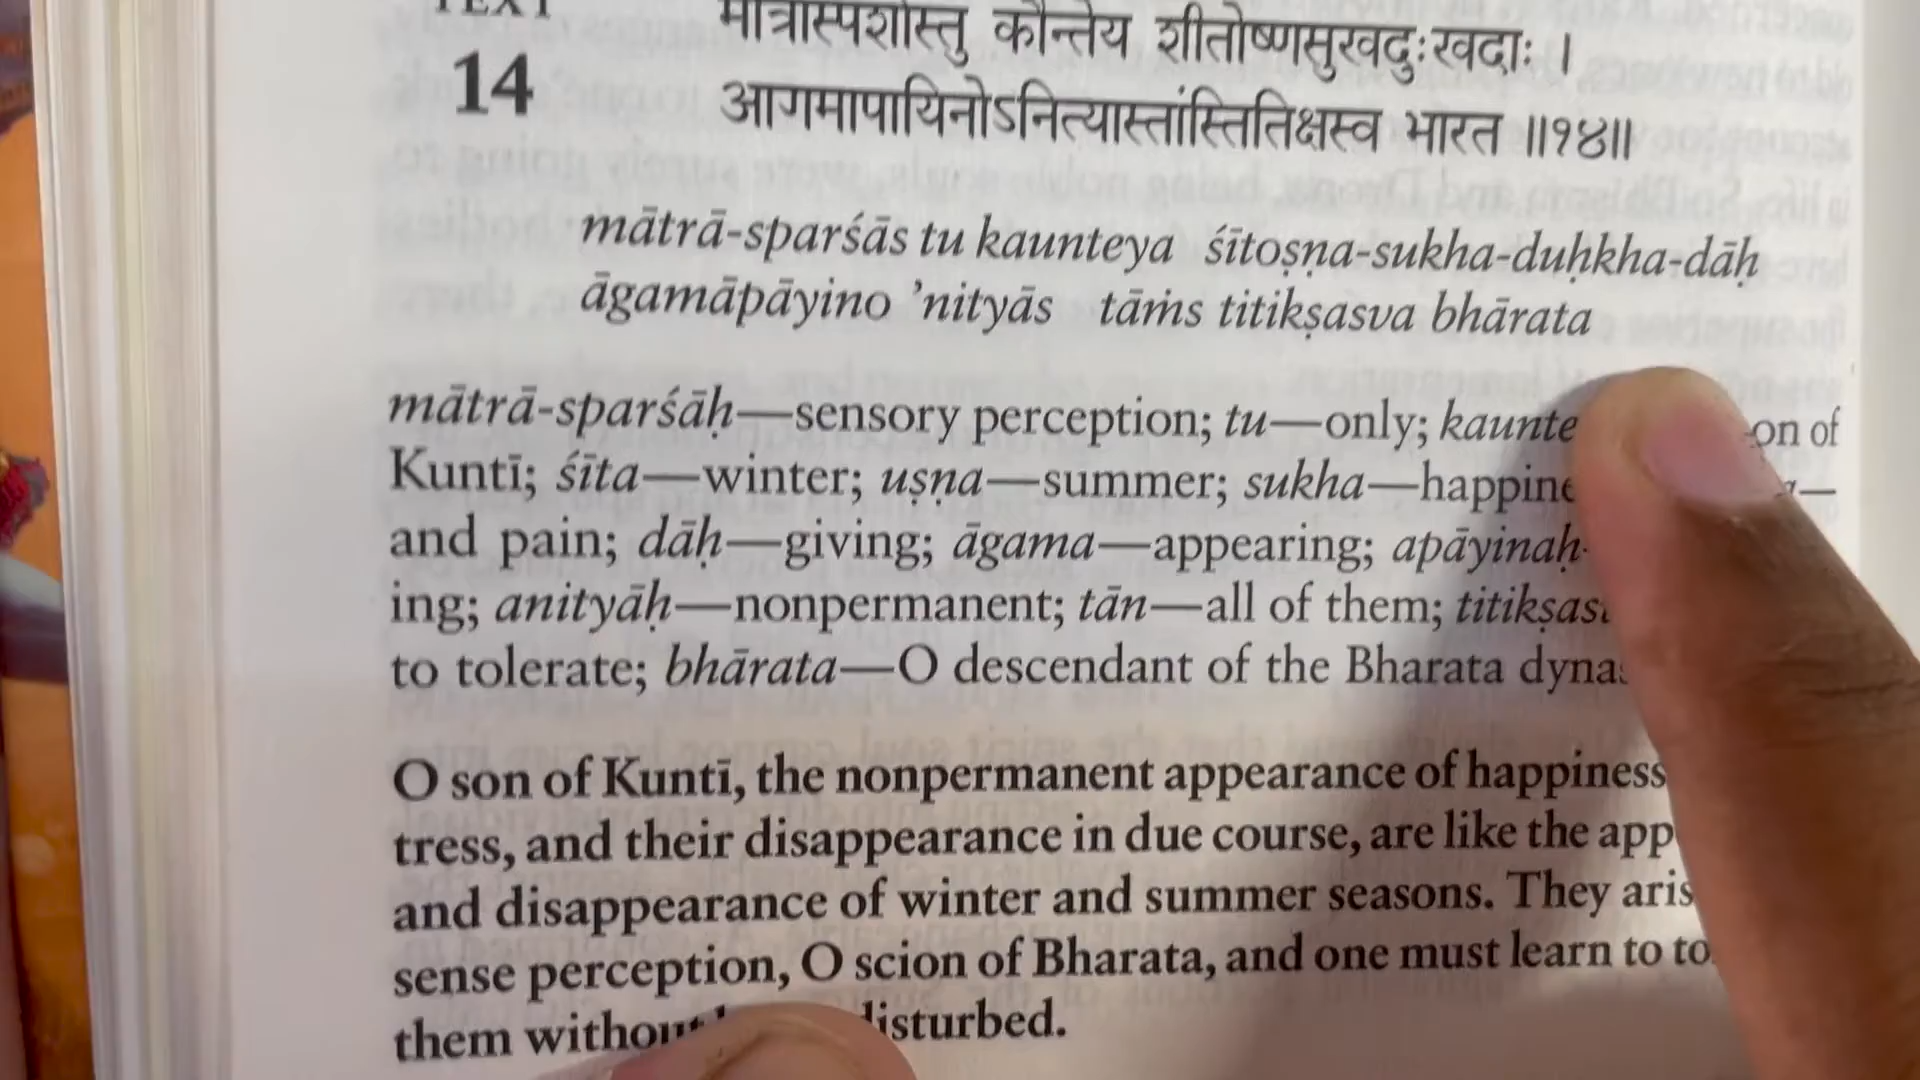 TEXT
14
मात्रास्पर्शास्तु कौन्तेय शीतोष्णसुखदुःखदाः ।
आगमापायिनोऽनित्यास्तांस्तितिक्षस्व भारत ॥१४॥
mātrā-sparśās tu kaunteya śītoṣṇa-sukha-duḥkha-dāḥ
āgamāpāyino ’nityās tāṁs titikṣasva bhārata
mātrā-sparśāḥ—sensory perception; tu—only; kaunte on of
Kuntī; śīta—winter; uṣṇa—summer; sukha—happine
and pain; dāḥ—giving; āgama—appearing; apāyinaḥ
ing; anityāḥ—nonpermanent; tān—all of them; titikṣas
to tolerate; bhārata—O descendant of the Bharata dyna
O son of Kuntī, the nonpermanent appearance of happiness
tress, and their disappearance in due course, are like the app
and disappearance of winter and summer seasons. They aris
sense perception, O scion of Bharata, and one must learn to to
them without disturbed.